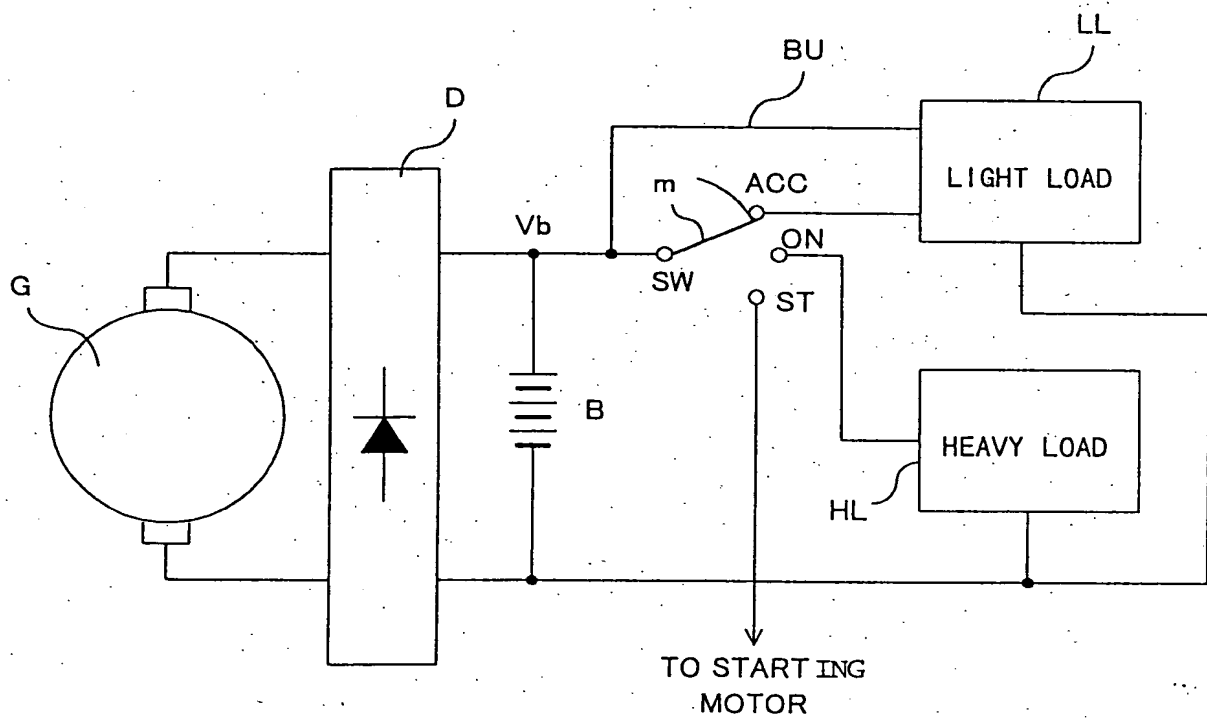 LL
BU
D
LIGHT LOAD
m
ACC
Vb
ON
SW
G
ST
B
HEAVY LOAD
HL
TO STARTING
MOTOR